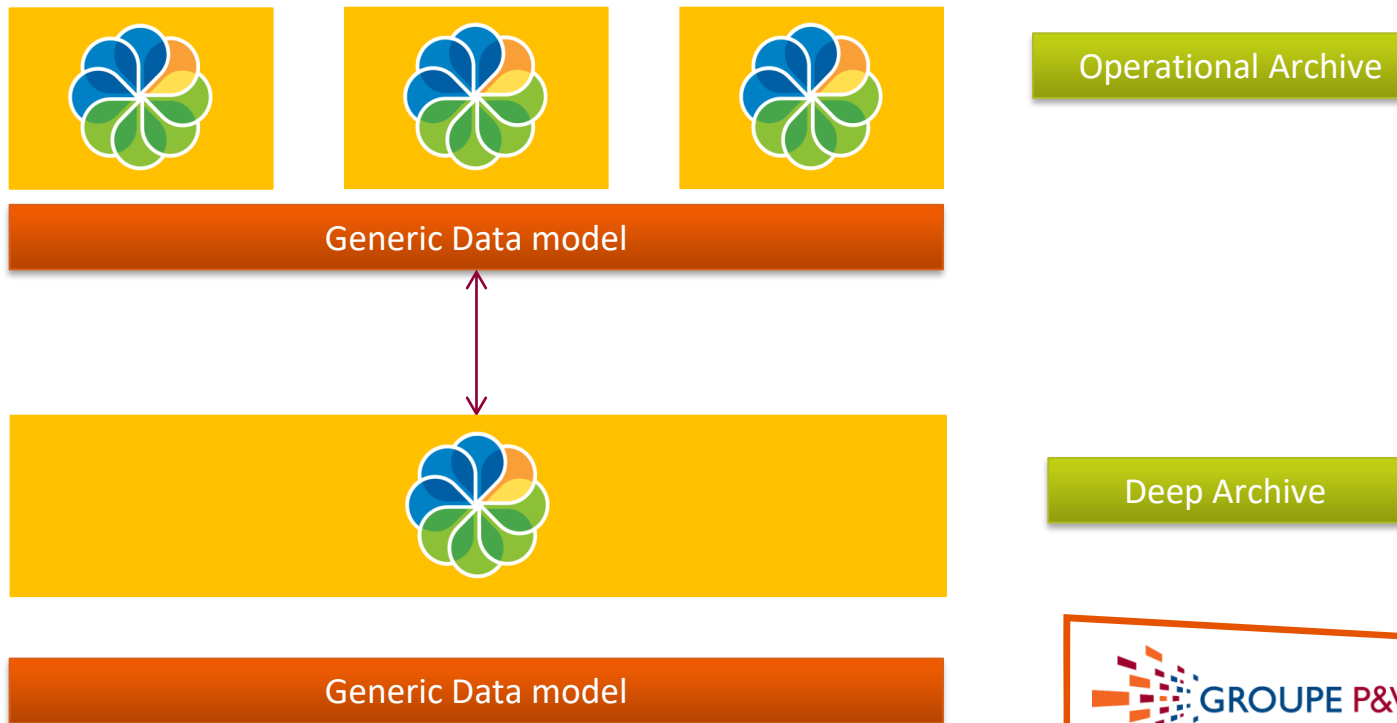 Operational Archive
Generic Data model
Deep Archive
Generic Data model
GROUPE P&V